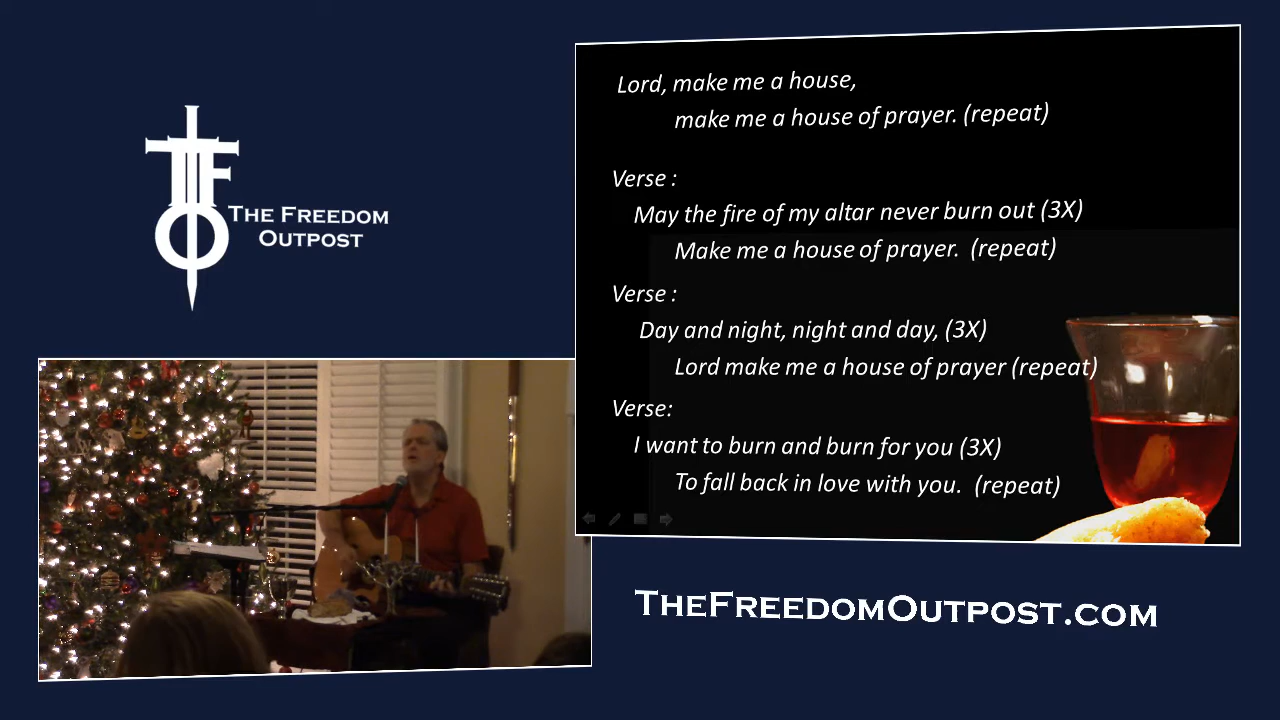 TF
THE FREEDOM
OUTPOST
Lord, make me a house,
make me a house of prayer. (repeat)
Verse :
May the fire of my altar never burn out (3X)
Make me a house of prayer. (repeat)
Verse :
Day and night, night and day, (3X)
Lord make me a house of prayer (repeat)
Verse:
I want to burn and burn for you (3X)
To fall back in love with you. (repeat)
THEFREEDOMOUTPOST.COM